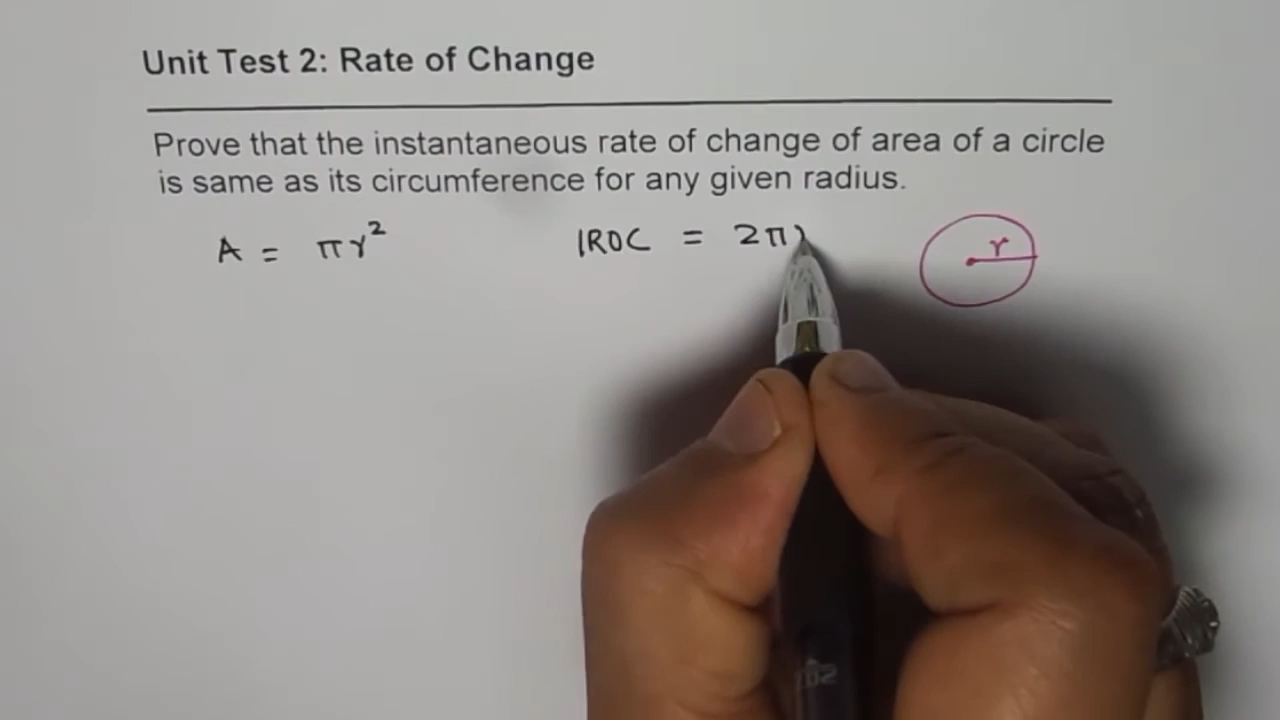 Unit Test 2: Rate of Change
Prove that the instantaneous rate of change of area of a circle
is same as its circumference for any given radius.
A = πr²
IROC = 2π
r